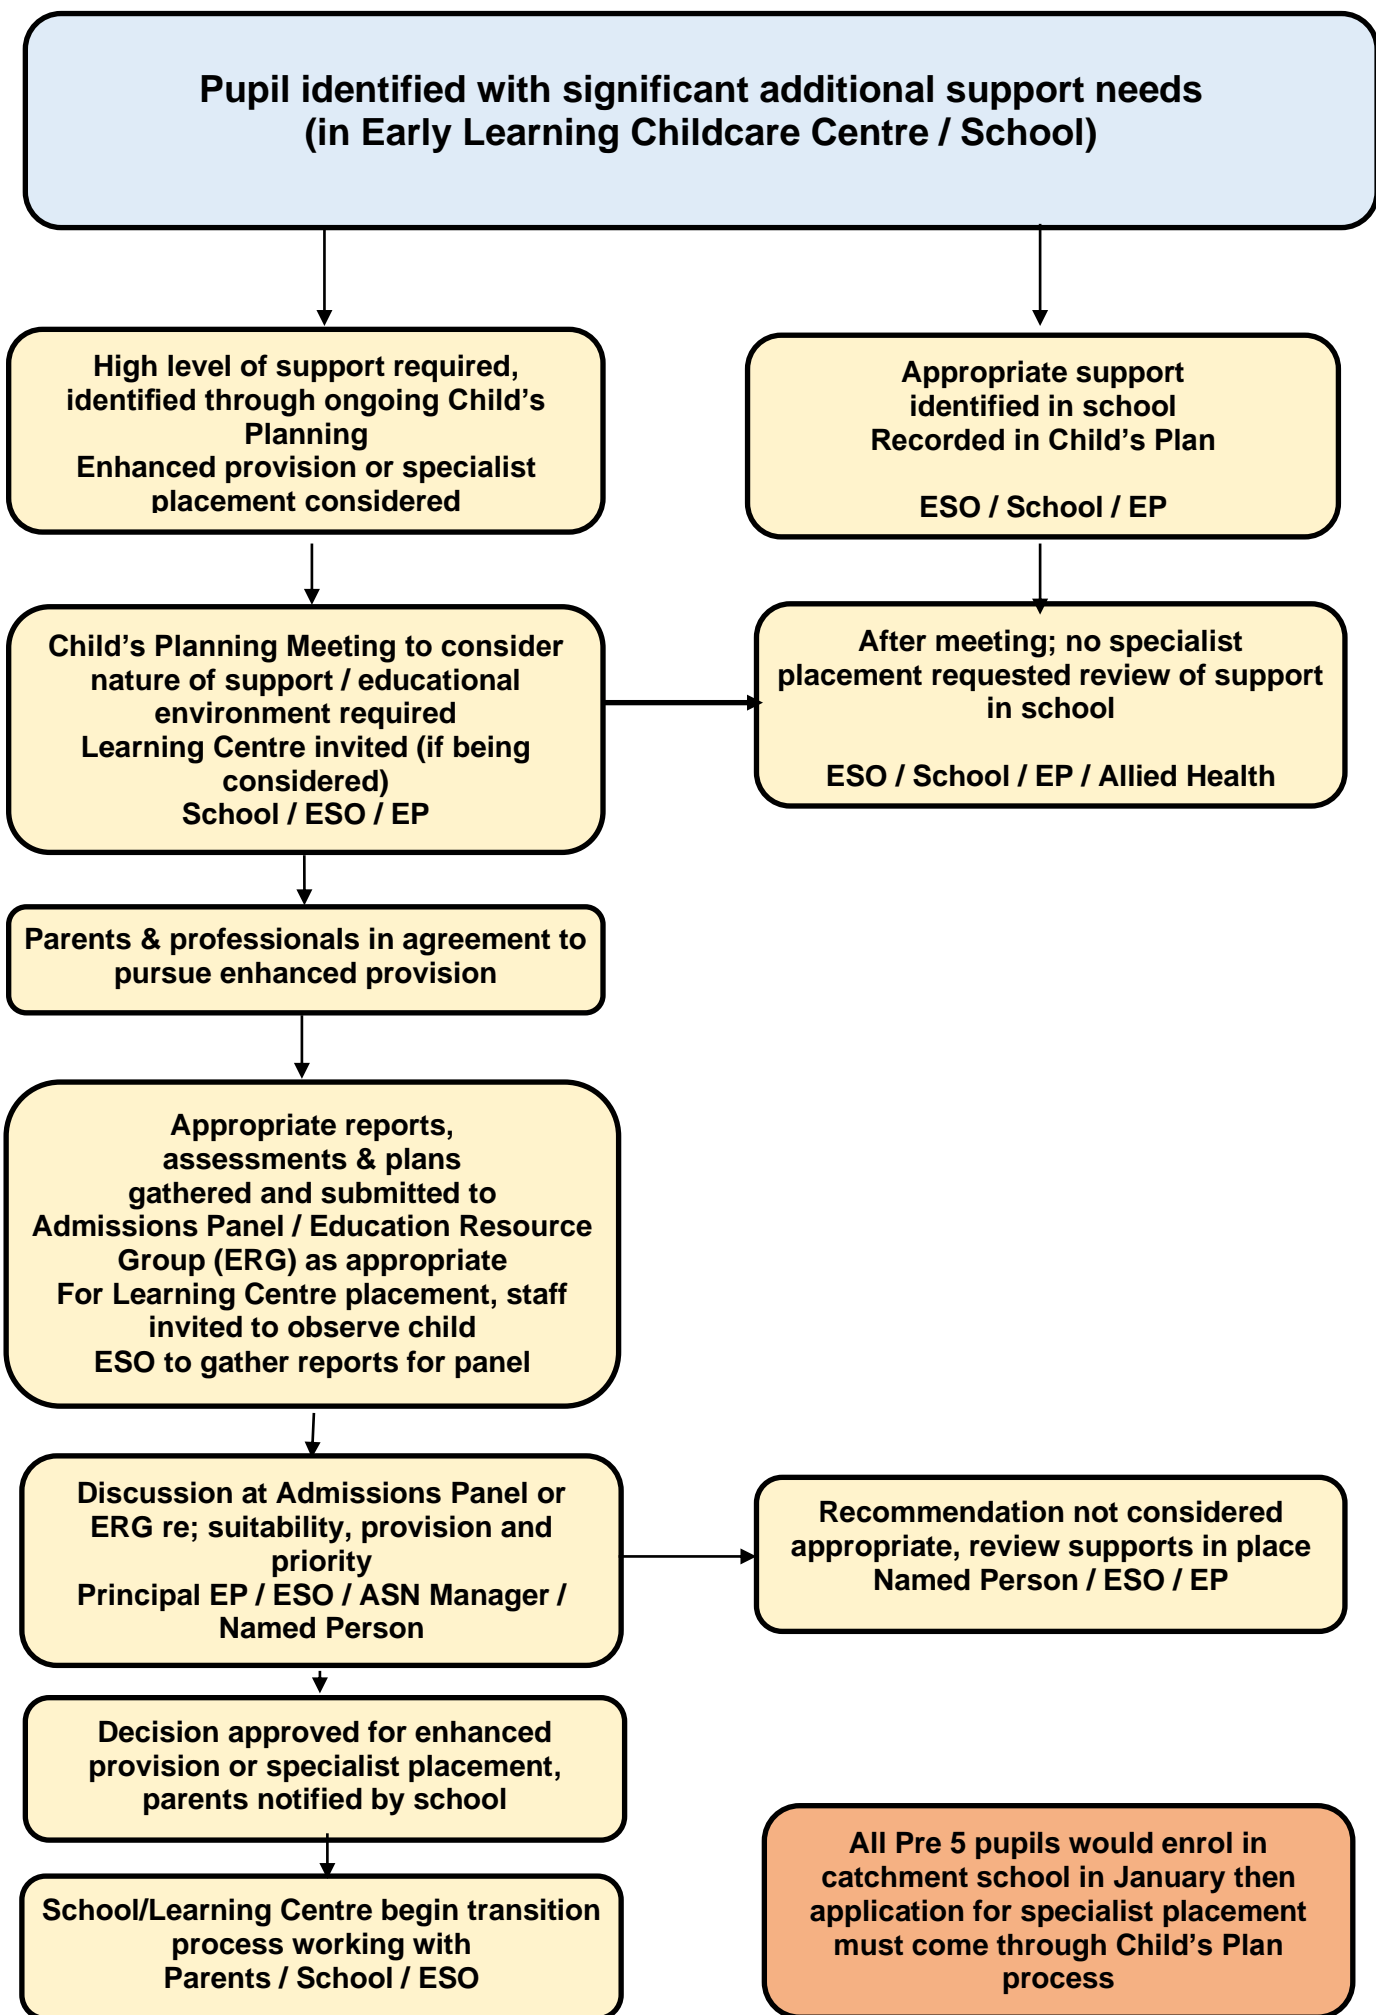 Pupil identified with significant additional support needs
(in Early Learning Childcare Centre / School)
High level of support required,
identified through ongoing Child’s
Planning
Enhanced provision or specialist
placement considered
Appropriate support
identified in school
Recorded in Child’s Plan
ESO / School / EP
Child’s Planning Meeting to consider
nature of support / educational
environment required
Learning Centre invited (if being
considered)
School / ESO / EP
After meeting; no specialist
placement requested review of support
in school
ESO / School / EP / Allied Health
Parents & professionals in agreement to
pursue enhanced provision
Appropriate reports,
assessments & plans
gathered and submitted to
Admissions Panel / Education Resource
Group (ERG) as appropriate
For Learning Centre placement, staff
invited to observe child
ESO to gather reports for panel
Discussion at Admissions Panel or
ERG re; suitability, provision and
priority
Principal EP / ESO / ASN Manager /
Named Person
Recommendation not considered
appropriate, review supports in place
Named Person / ESO / EP
Decision approved for enhanced
provision or specialist placement,
parents notified by school
School/Learning Centre begin transition
process working with
Parents / School / ESO
All Pre 5 pupils would enrol in
catchment school in January then
application for specialist placement
must come through Child’s Plan
process